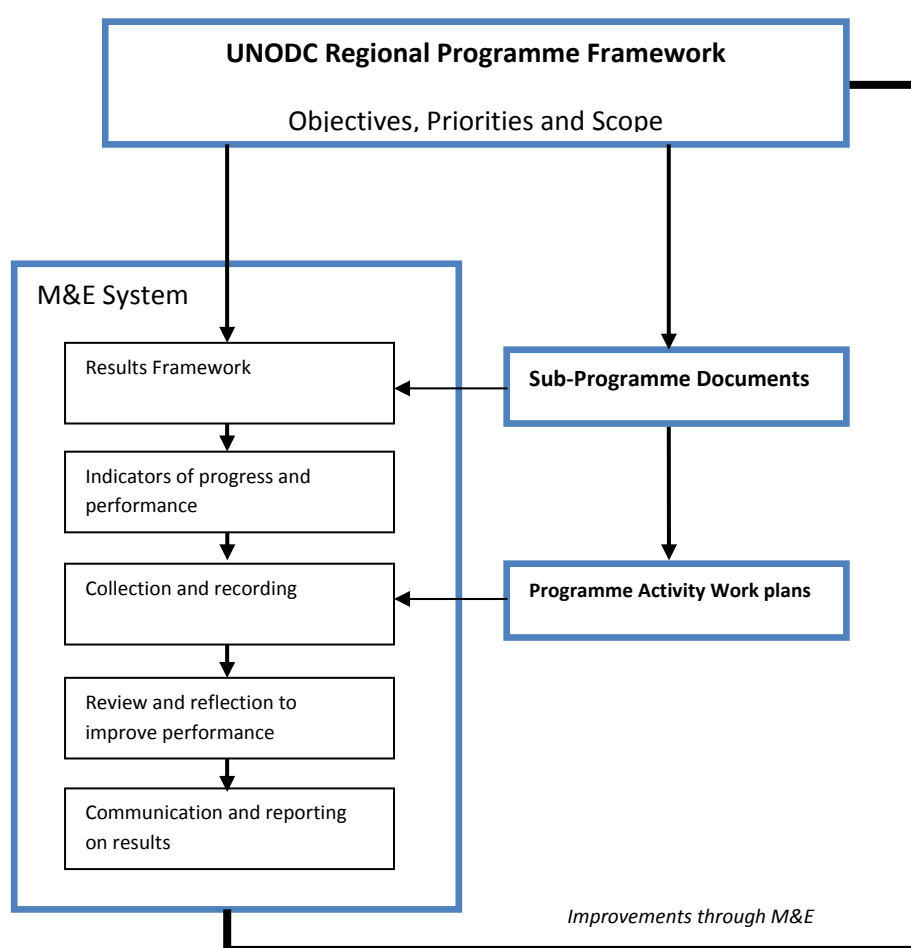 UNODC Regional Programme Framework
Objectives, Priorities and Scope
M&E System
Results Framework
Sub-Programme Documents
Indicators of progress and
performance
Collection and recording
Programme Activity Work plans
Review and reflection to
improve performance
Communication and reporting
on results
Improvements through M&E